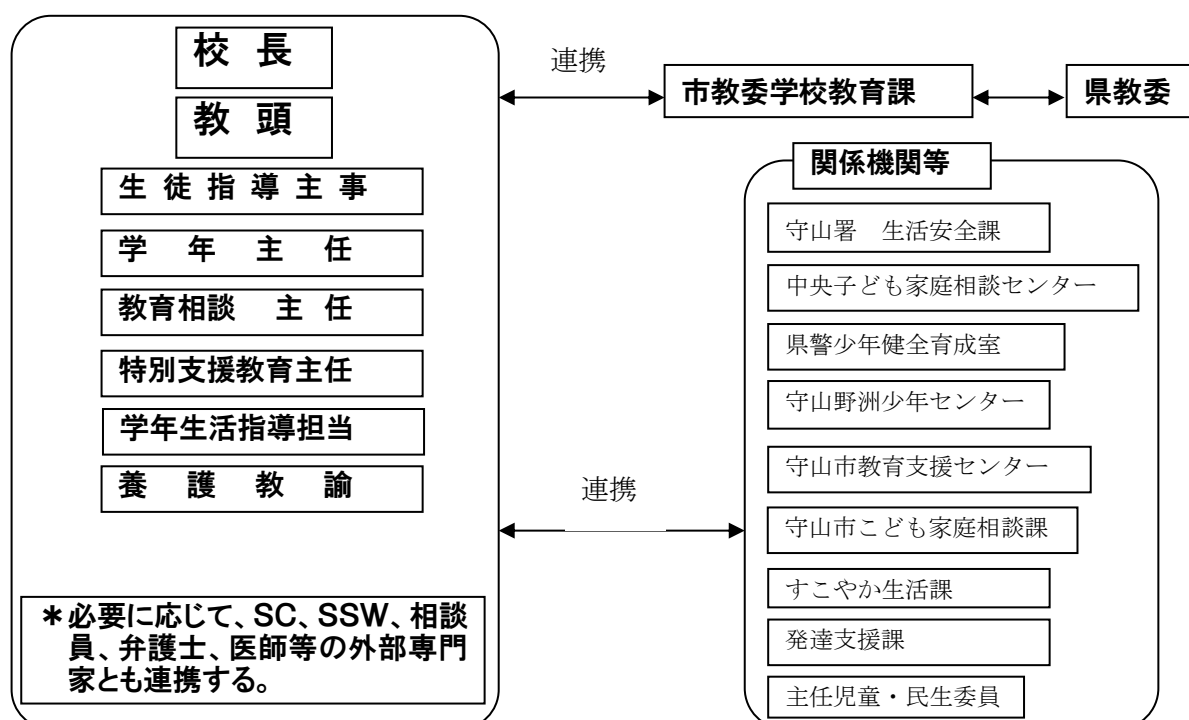 校 長
教 頭
生 徒 指 導 主 事
学 年 主 任
教育相談 主 任
特別支援教育主任
学年生活指導担当
養 護 教 諭
＊必要に応じて、SC、SSW、相談
員、弁護士、医師等の外部専門
家とも連携する。
連携
市教委学校教育課
県教委
連携
関係機関等
守山署　生活安全課
中央子ども家庭相談センター
県警少年健全育成室
守山野洲少年センター
守山市教育支援センター
守山市こども家庭相談課
すこやか生活課
発達支援課
主任児童・民生委員